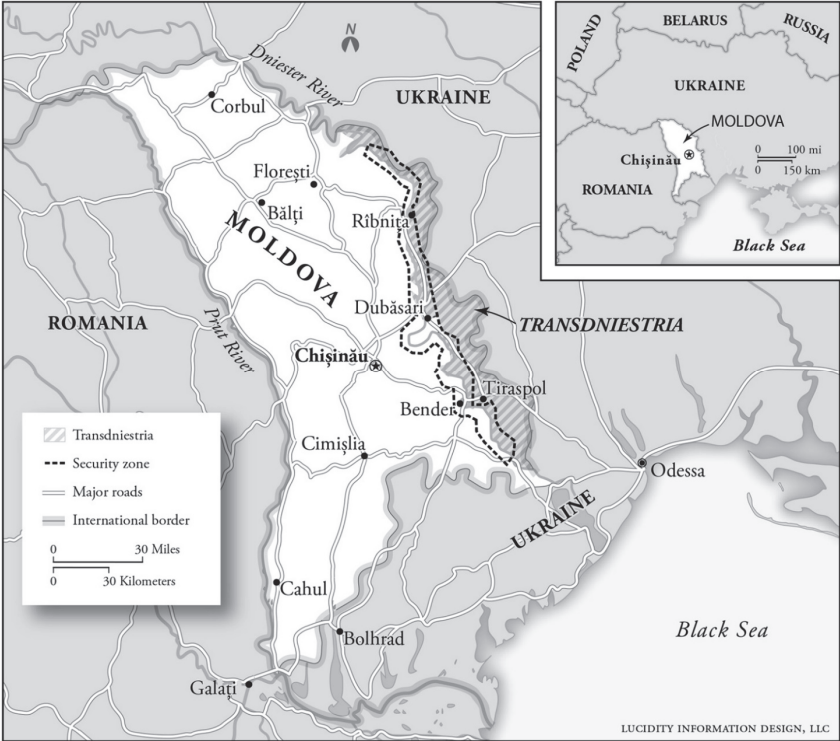 N
Dniester River
UKRAINE
Corbul
Florești
Bălți
Rîbnița
MOLDOVA
Dubăsari
ROMANIA
Prut River
TRANSDNIESTRIA
Chișinău
Tiraspol
Bender
Cimișlia
Odessa
UKRAINE
Cahul
Bolhrad
Black Sea
Galați
Transdniestria
Security zone
Major roads
International border
0 30 Miles
0 30 Kilometers
POLAND
BELARUS
RUSSIA
UKRAINE
MOLDOVA
Chișinău
0 100 mi
0 150 km
ROMANIA
Black Sea
LUCIDITY INFORMATION DESIGN, LLC